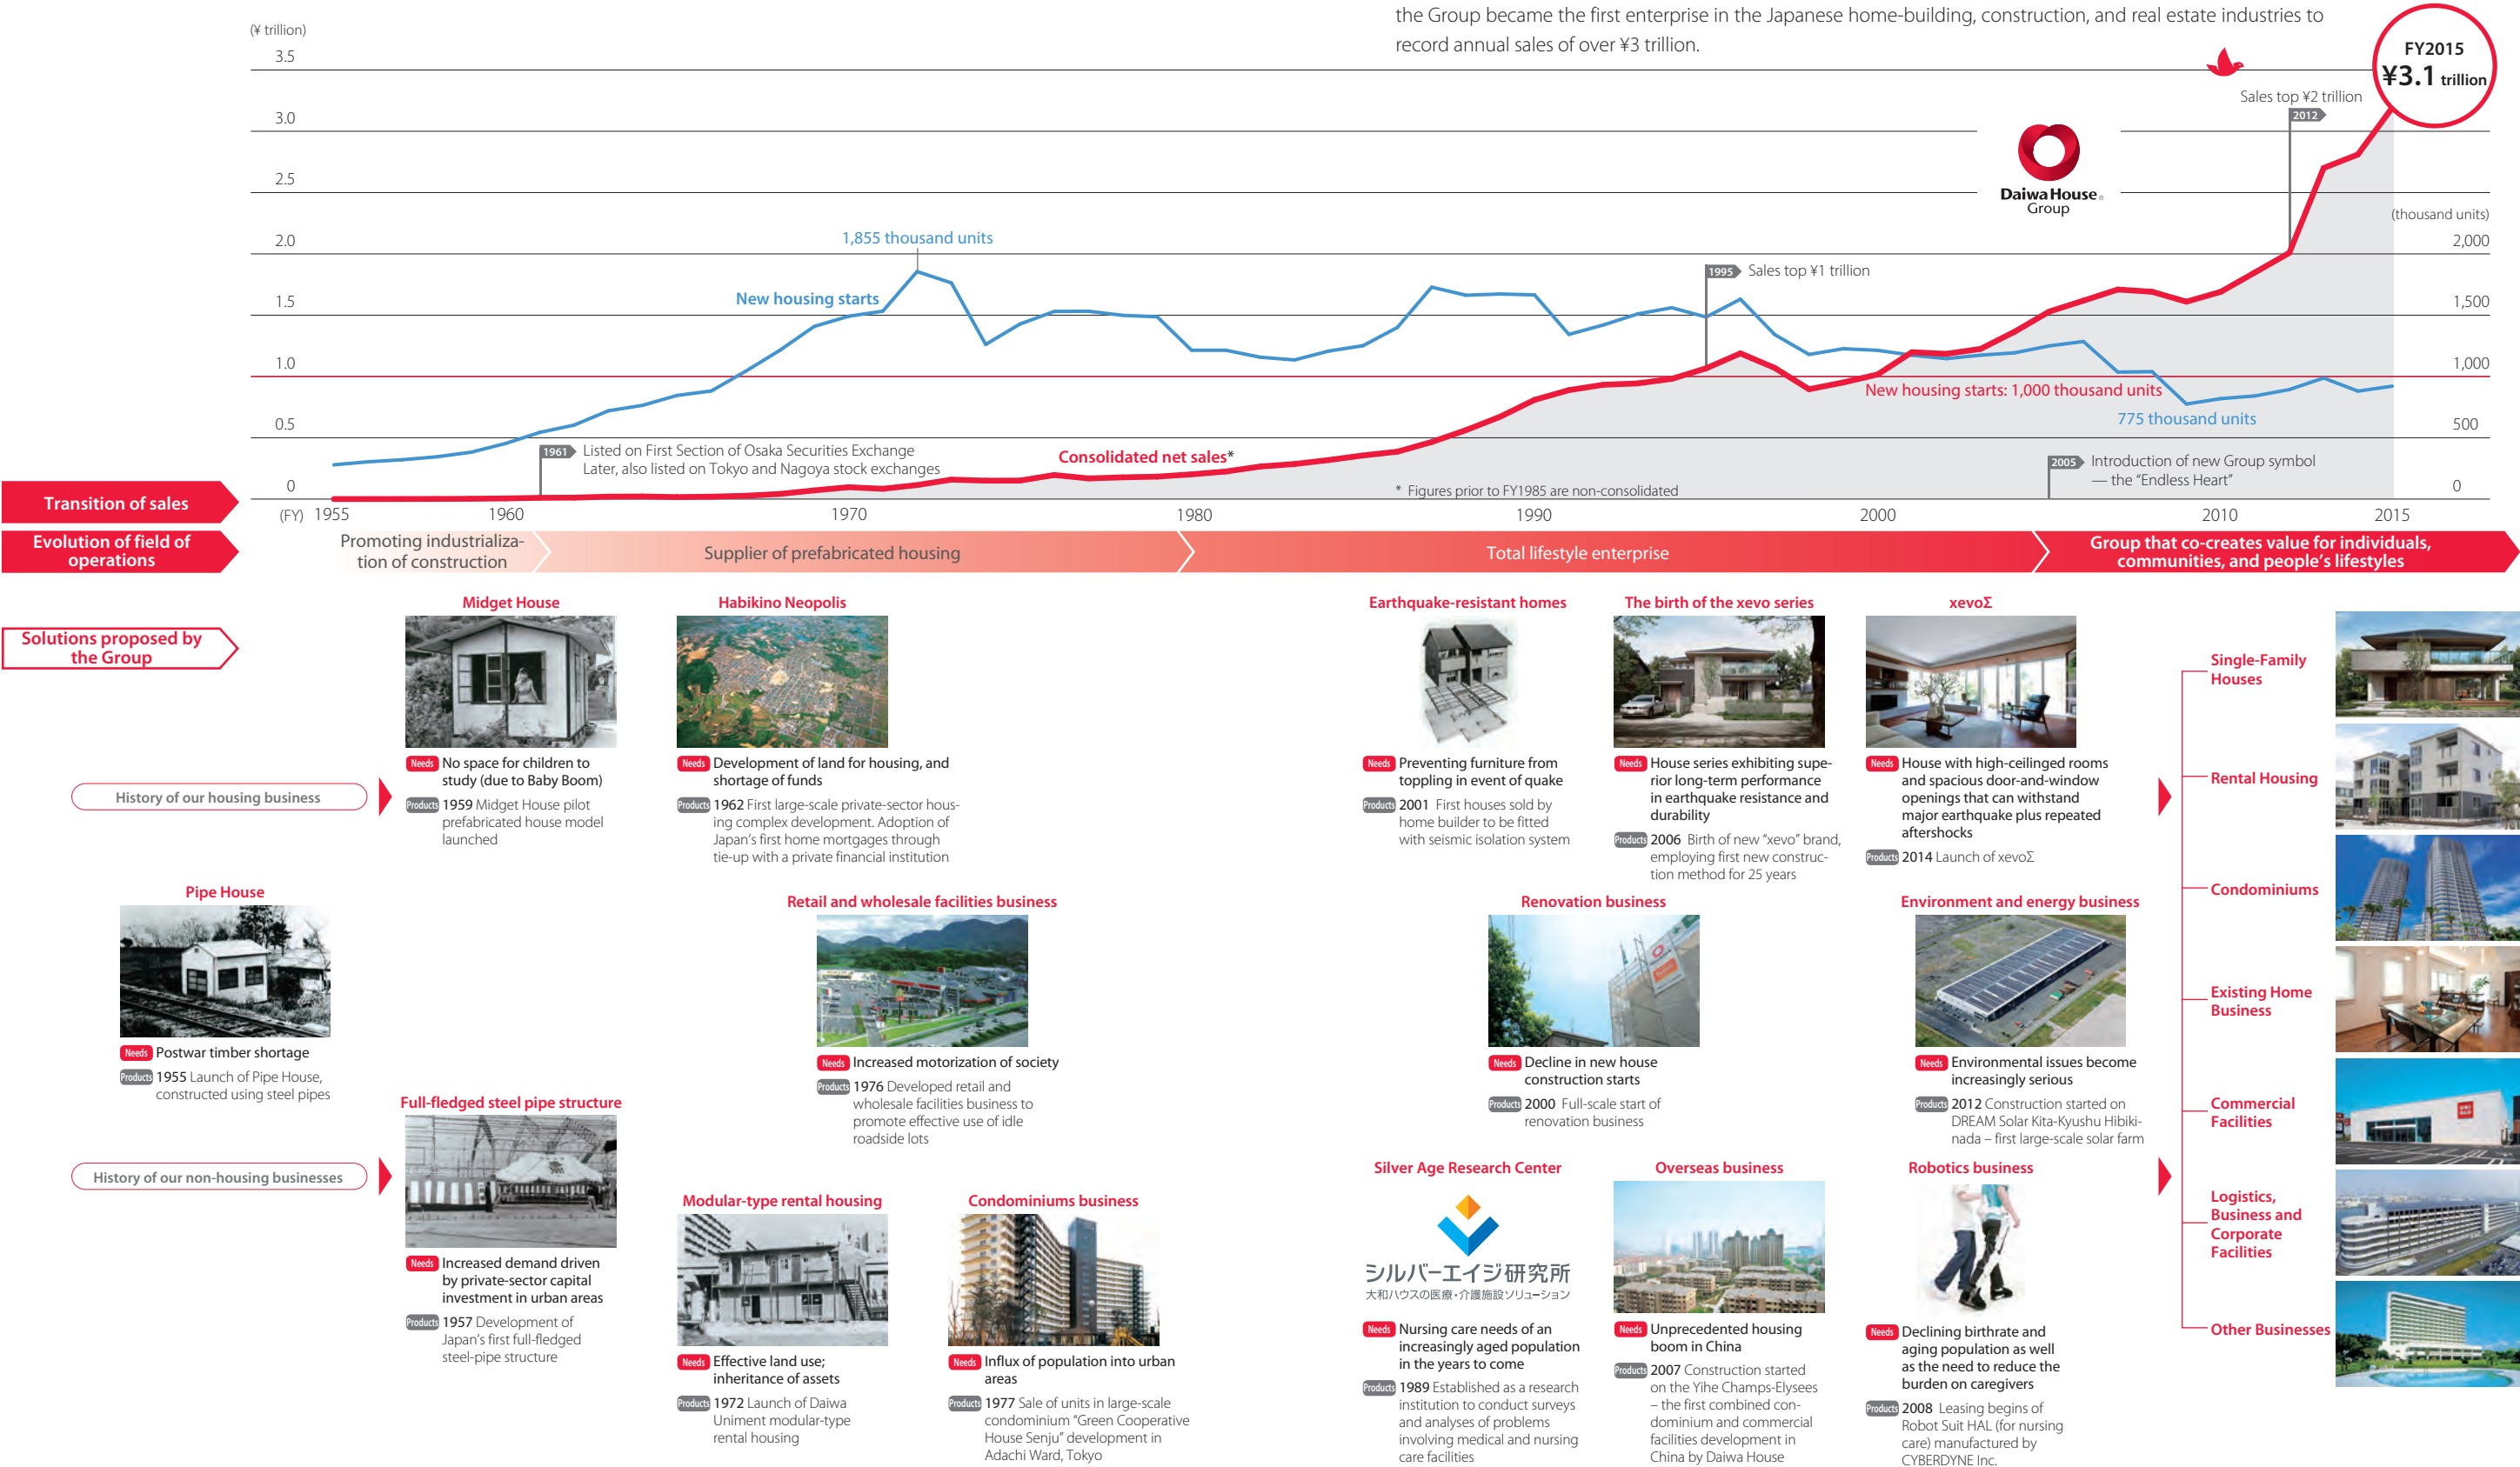 the Group became the first enterprise in the Japanese home-building, construction, and real estate industries to
record annual sales of over ¥3 trillion.
(¥ trillion)
3.5
3.0
2.5
2.0
1.5
1.0
0.5
0
FY2015
¥3.1 trillion
Sales top ¥2 trillion
2012
Daiwa House®
Group
(thousand units)
2,000
1,500
1,000
500
0
1,855 thousand units
New housing starts
1995 Sales top ¥1 trillion
New housing starts: 1,000 thousand units
775 thousand units
1961 Listed on First Section of Osaka Securities Exchange
Later, also listed on Tokyo and Nagoya stock exchanges
Consolidated net sales*
* Figures prior to FY1985 are non-consolidated
2005 Introduction of new Group symbol
— the “Endless Heart”
Transition of sales
(FY) 1955 1960 1970 1980 1990 2000 2010 2015
Evolution of field of
operations
Promoting industrializa-
tion of construction
Supplier of prefabricated housing
Total lifestyle enterprise
Group that co-creates value for individuals,
communities, and people’s lifestyles
Solutions proposed by
the Group
History of our housing business
Midget House
Needs No space for children to
study (due to Baby Boom)
Products 1959 Midget House pilot
prefabricated house model
launched
Habikino Neopolis
Needs Development of land for housing, and
shortage of funds
Products 1962 First large-scale private-sector hous-
ing complex development. Adoption of
Japan’s first home mortgages through
tie-up with a private financial institution
Earthquake-resistant homes
Needs Preventing furniture from
toppling in event of quake
Products 2001 First houses sold by
home builder to be fitted
with seismic isolation system
The birth of the xevo series
Needs House series exhibiting supe-
rior long-term performance
in earthquake resistance and
durability
Products 2006 Birth of new “xevo” brand,
employing first new construc-
tion method for 25 years
xevoΣ
Needs House with high-ceilinged rooms
and spacious door-and-window
openings that can withstand
major earthquake plus repeated
aftershocks
Products 2014 Launch of xevoΣ
Pipe House
Needs Postwar timber shortage
Products 1955 Launch of Pipe House,
constructed using steel pipes
Retail and wholesale facilities business
Needs Increased motorization of society
Products 1976 Developed retail and
wholesale facilities business to
promote effective use of idle
roadside lots
Renovation business
Needs Decline in new house
construction starts
Products 2000 Full-scale start of
renovation business
Environment and energy business
Needs Environmental issues become
increasingly serious
Products 2012 Construction started on
DREAM Solar Kita-Kyushu Hibiki-
nada – first large-scale solar farm
History of our non-housing businesses
Full-fledged steel pipe structure
Needs Increased demand driven
by private-sector capital
investment in urban areas
Products 1957 Development of
Japan’s first full-fledged
steel-pipe structure
Modular-type rental housing
Needs Effective land use;
inheritance of assets
Products 1972 Launch of Daiwa
Uniment modular-type
rental housing
Condominiums business
Needs Influx of population into urban
areas
Products 1977 Sale of units in large-scale
condominium “Green Cooperative
House Senju” development in
Adachi Ward, Tokyo
Silver Age Research Center
シルバーエイジ研究所
大和ハウスの医療・介護施設ソリューション
Needs Nursing care needs of an
increasingly aged population
in the years to come
Products 1989 Established as a research
institution to conduct surveys
and analyses of problems
involving medical and nursing
care facilities
Overseas business
Needs Unprecedented housing
boom in China
Products 2007 Construction started
on the Yihe Champs-Elysees
– the first combined con-
dominium and commercial
facilities development in
China by Daiwa House
Robotics business
Needs Declining birthrate and
aging population as well
as the need to reduce the
burden on caregivers
Products 2008 Leasing begins of
Robot Suit HAL (for nursing
care) manufactured by
CYBERDYNE Inc.
Single-Family
Houses
Rental Housing
Condominiums
Existing Home
Business
Commercial
Facilities
Logistics,
Business and
Corporate
Facilities
Other Businesses